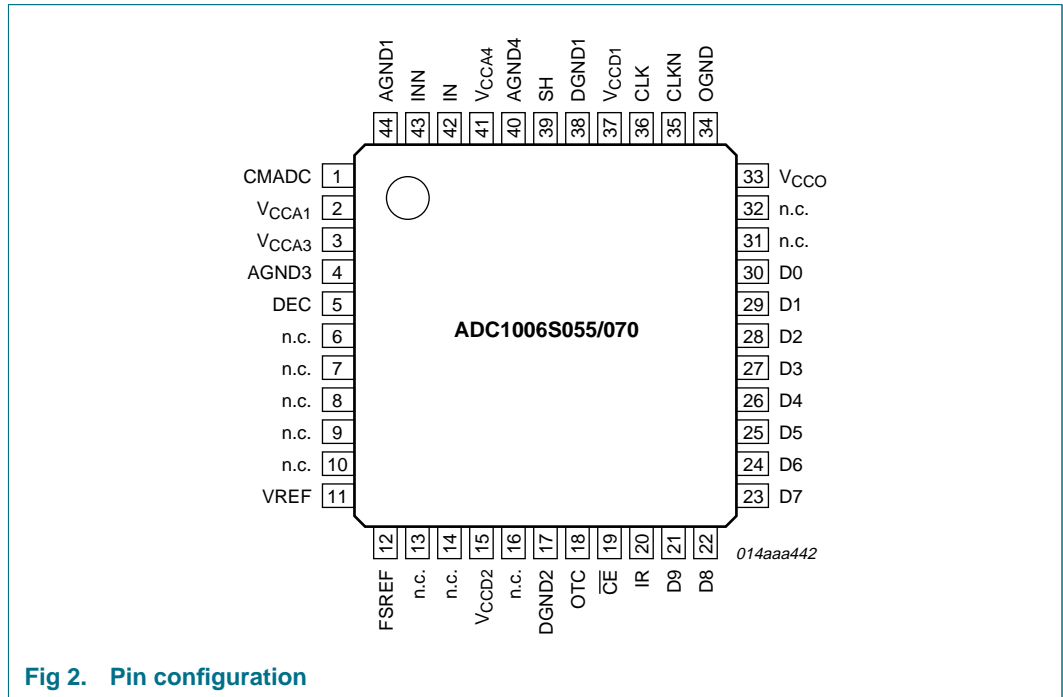 AGND1
INN
IN
VCCA4
AGND4
SH
DGND1
VCCD1
CLK
CLKN
OGND
44
43
42
41
40
39
38
37
36
35
34
CMADC 1
VCCA1 2
VCCA3 3
AGND3 4
DEC 5
n.c. 6
n.c. 7
n.c. 8
n.c. 9
n.c. 10
VREF 11
ADC1006S055/070
33 VCCO
32 n.c.
31 n.c.
30 D0
29 D1
28 D2
27 D3
26 D4
25 D5
24 D6
23 D7
12
13
14
15
16
17
18
19
20
21
22
FSREF
n.c.
n.c.
VCCD2
n.c.
DGND2
OTC
C̅E̅
IR
D9
D8
014aaa442
Fig 2. Pin configuration